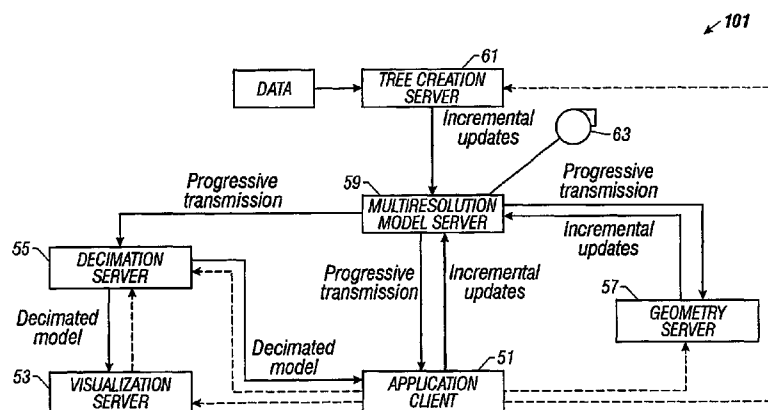 101
61
DATA
TREE CREATION
SERVER
Incremental
updates
63
59
Progressive
transmission
MULTIRESOLUTION
MODEL SERVER
Progressive
transmission
Incremental
updates
55
DECIMATION
SERVER
Progressive
transmission
Incremental
updates
57
GEOMETRY
SERVER
Decimated
model
Decimated
model
51
53
VISUALIZATION
SERVER
APPLICATION
CLIENT